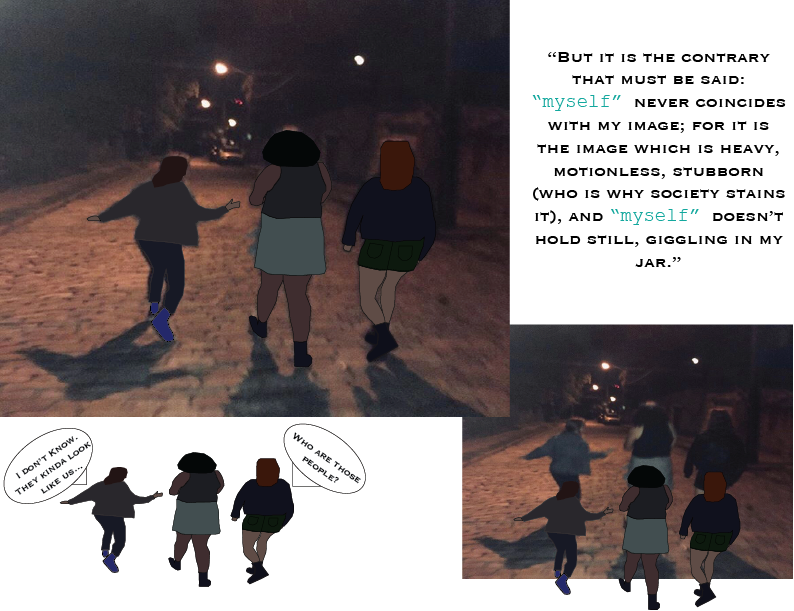 “But it is the contrary
that must be said:
“myself” never coincides
with my image; for it is
the image which is heavy,
motionless, stubborn
(who is why society stains
it), and “myself” doesn’t
hold still, giggling in my
jar.”
I don’t know.
They kinda look
like us...
Who are those
people?